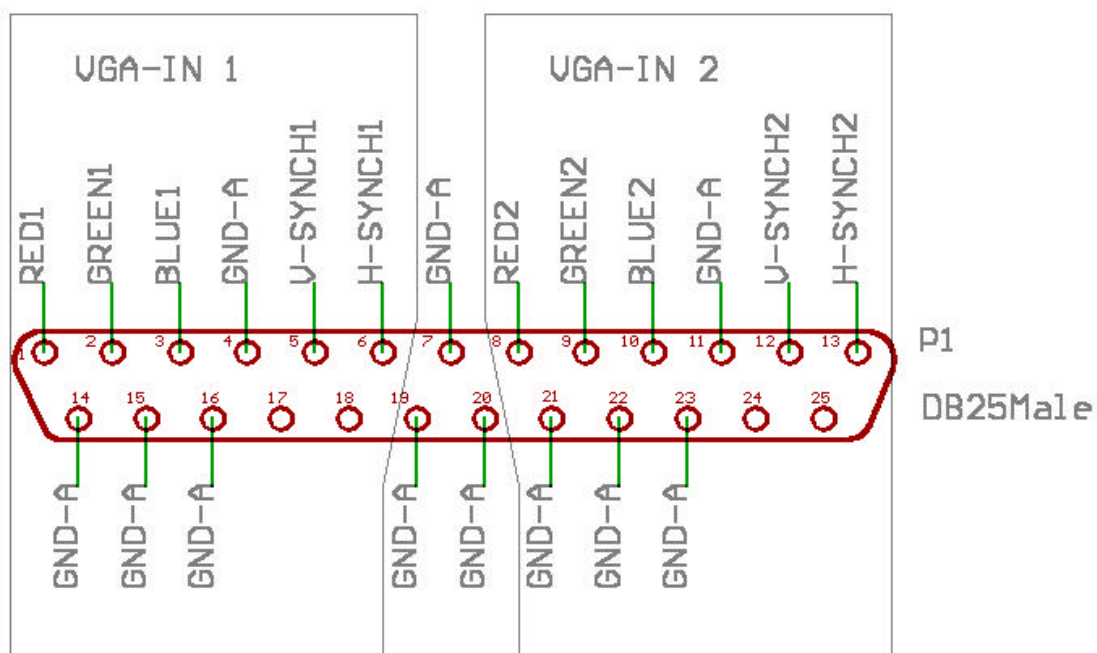 VGA-IN 1 VGA-IN 2
RED1 GREEN1 BLUE1 GND-A V-SYNCH1 H-SYNCH1 GND-A RED2 GREEN2 BLUE2 GND-A V-SYNCH2 H-SYNCH2
1 2 3 4 5 6 7 8 9 10 11 12 13 P1
14 15 16 17 18 19 20 21 22 23 24 25
DB25Male
GND-A GND-A GND-A GND-A GND-A GND-A GND-A GND-A